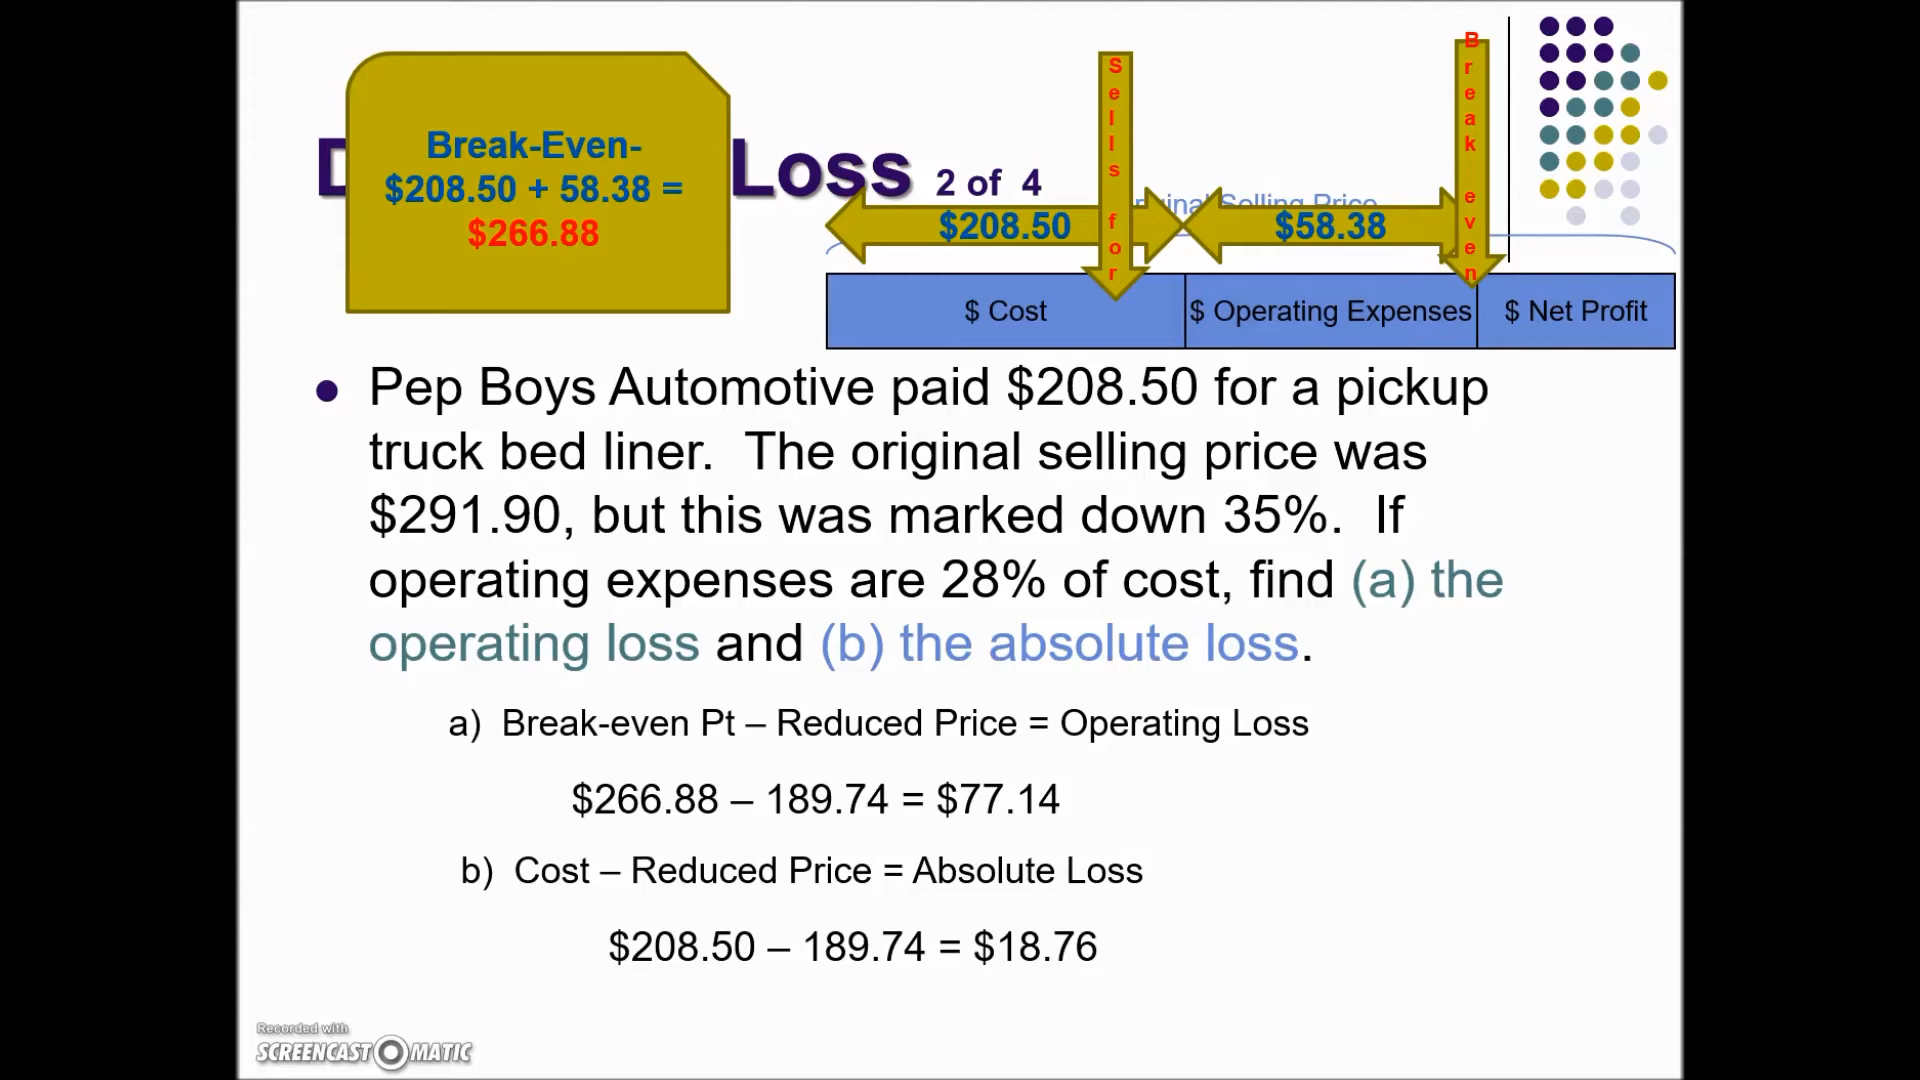 Break-Even-
$208.50 + 58.38 =
$266.88
Loss 2 of 4
Sells for
Break even
Selling Price
$208.50
$58.38
$ Cost
$ Operating Expenses
$ Net Profit
Pep Boys Automotive paid $208.50 for a pickup
truck bed liner. The original selling price was
$291.90, but this was marked down 35%. If
operating expenses are 28% of cost, find (a) the
operating loss and (b) the absolute loss.
a) Break-even Pt – Reduced Price = Operating Loss
$266.88 – 189.74 = $77.14
b) Cost – Reduced Price = Absolute Loss
$208.50 – 189.74 = $18.76
Recorded with
SCREENCAST MATIC